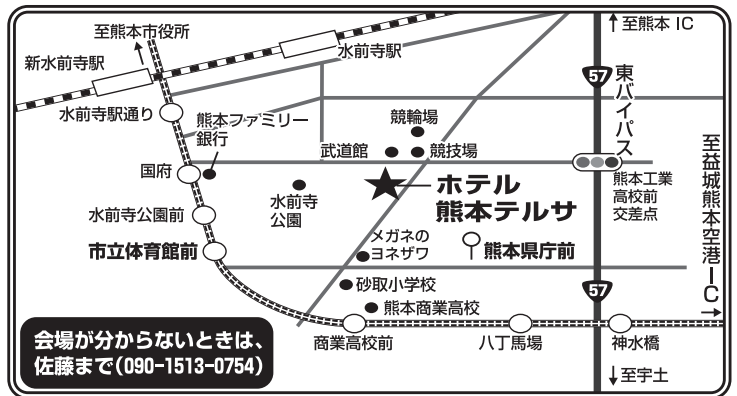 至熊本市役所
至熊本IC
新水前寺駅
水前寺駅
57
東バイパス
水前寺駅通り
熊本ファミリー
銀行
競輪場
武道館
競技場
国府
水前寺
公園
ホテル
熊本テルサ
熊本工業
高校前
交差点
至益城熊本空港IC
水前寺公園前
市立体育館前
メガネの
ヨネザワ
熊本県庁前
砂取小学校
57
熊本商業高校
会場が分からないときは、
佐藤まで(090-1513-0754)
商業高校前
八丁馬場
神水橋
至宇土